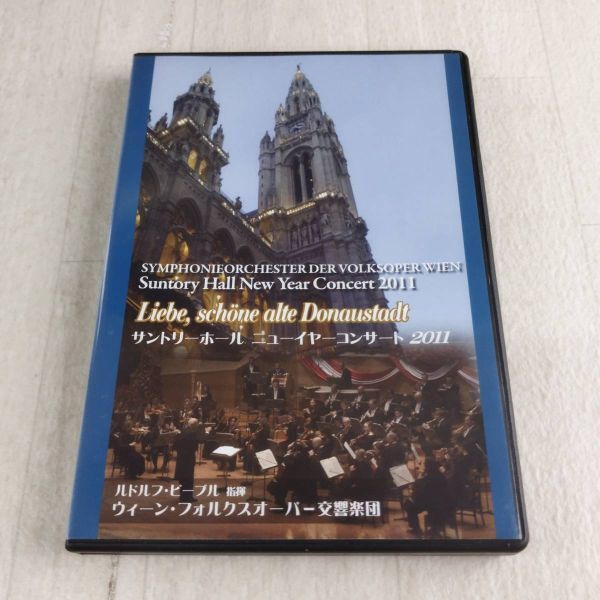 SYMPHONIEORCHESTER DER VOLKSOPER WIEN
Suntory Hall New Year Concert 2011
Liebe, schöne alte Donaustadt
サントリーホール ニューイヤーコンサート 2011
ルドルフ・ビーブル 指揮
ウィーン・フォルクスオーパー交響楽団